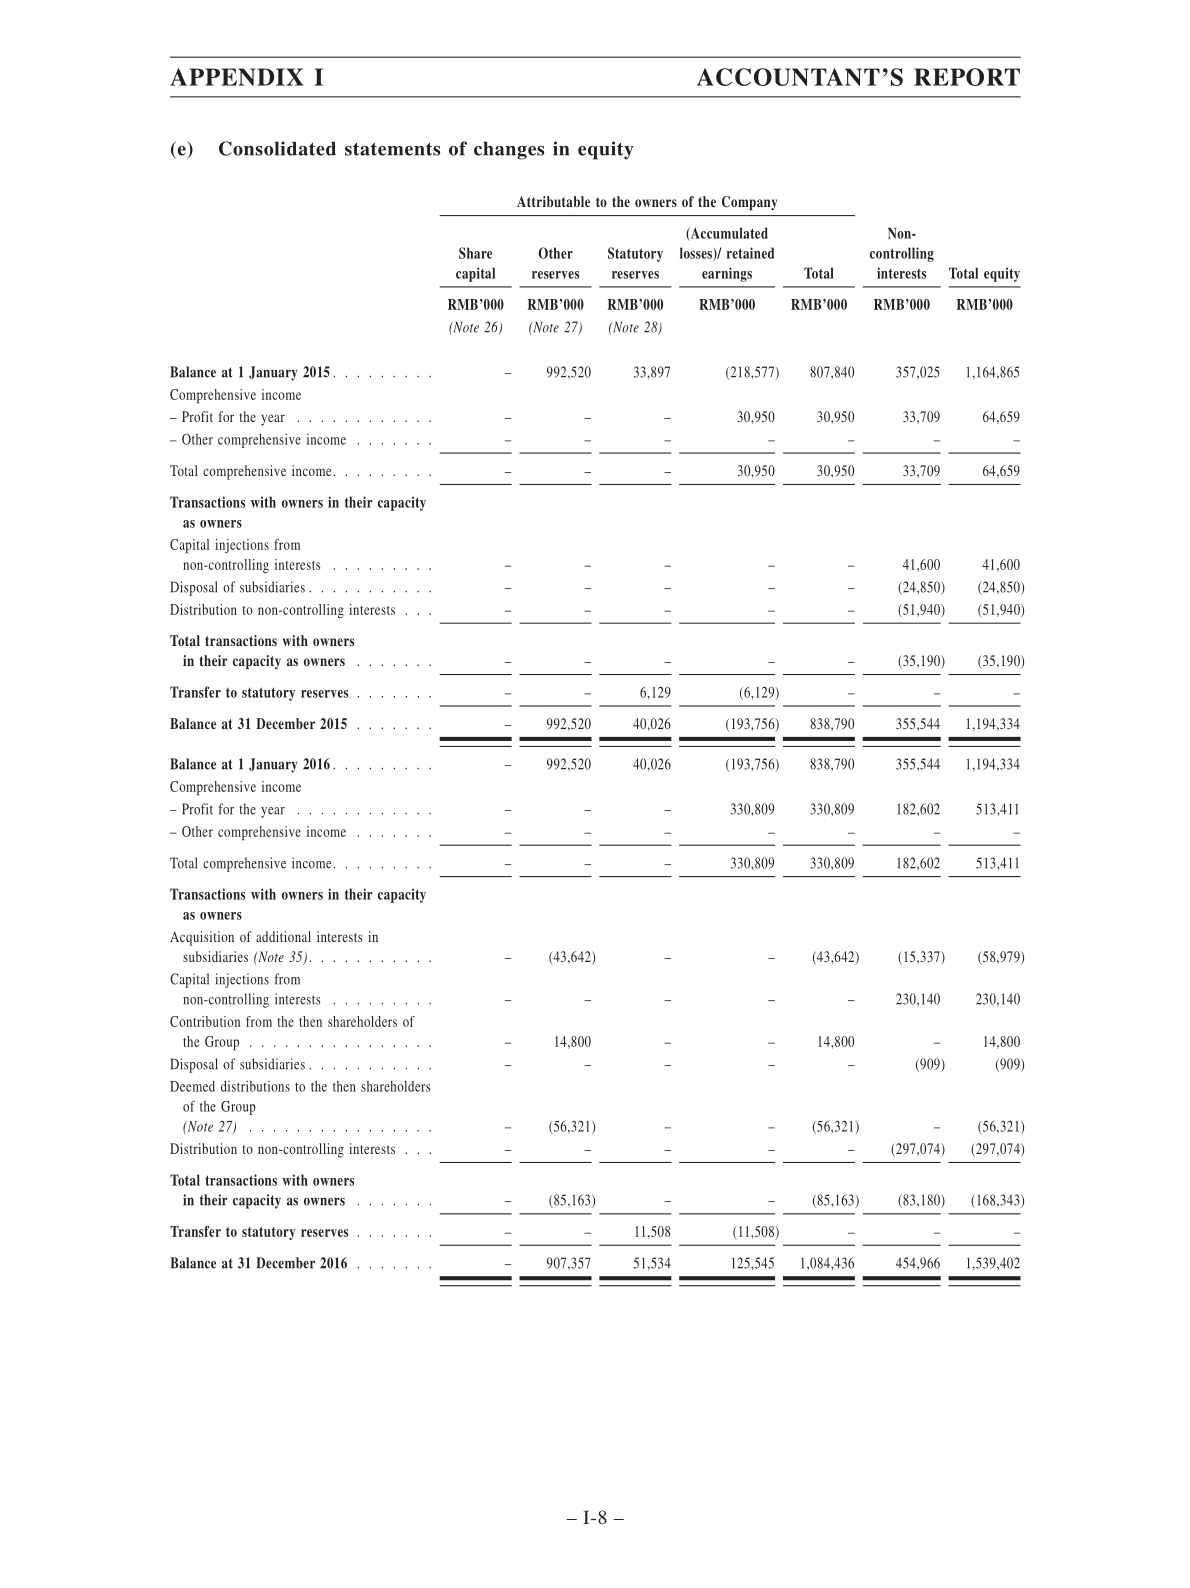 APPENDIX I ACCOUNTANT'S REPORT
(e) Consolidated statements of changes in equity
Attributable to the owners of the Company
Share capital Other reserves Statutory reserves (Accumulated losses)/ retained earnings Total Non-controlling interests Total equity
RMB'000 RMB'000 RMB'000 RMB'000 RMB'000 RMB'000 RMB'000
(Note 26) (Note 27) (Note 28)
Balance at 1 January 2015 . . . . . . . . . – 992,520 33,897 (218,577) 807,840 357,025 1,164,865
Comprehensive income
– Profit for the year . . . . . . . . . . . . – – – 30,950 30,950 33,709 64,659
– Other comprehensive income . . . . . . . – – – – – – –
Total comprehensive income. . . . . . . . . – – – 30,950 30,950 33,709 64,659
Transactions with owners in their capacity
as owners
Capital injections from
non-controlling interests . . . . . . . . . – – – – – 41,600 41,600
Disposal of subsidiaries . . . . . . . . . . . – – – – – (24,850) (24,850)
Distribution to non-controlling interests . . . – – – – – (51,940) (51,940)
Total transactions with owners
in their capacity as owners . . . . . . . – – – – – (35,190) (35,190)
Transfer to statutory reserves . . . . . . . – – 6,129 (6,129) – – –
Balance at 31 December 2015 . . . . . . . – 992,520 40,026 (193,756) 838,790 355,544 1,194,334
Balance at 1 January 2016 . . . . . . . . . – 992,520 40,026 (193,756) 838,790 355,544 1,194,334
Comprehensive income
– Profit for the year . . . . . . . . . . . . – – – 330,809 330,809 182,602 513,411
– Other comprehensive income . . . . . . . – – – – – – –
Total comprehensive income. . . . . . . . . – – – 330,809 330,809 182,602 513,411
Transactions with owners in their capacity
as owners
Acquisition of additional interests in
subsidiaries (Note 35) . . . . . . . . . . . – (43,642) – – (43,642) (15,337) (58,979)
Capital injections from
non-controlling interests . . . . . . . . . – – – – – 230,140 230,140
Contribution from the then shareholders of
the Group . . . . . . . . . . . . . . . . – 14,800 – – 14,800 – 14,800
Disposal of subsidiaries . . . . . . . . . . . – – – – – (909) (909)
Deemed distributions to the then shareholders
of the Group
(Note 27) . . . . . . . . . . . . . . . . – (56,321) – – (56,321) – (56,321)
Distribution to non-controlling interests . . . – – – – – (297,074) (297,074)
Total transactions with owners
in their capacity as owners . . . . . . . – (85,163) – – (85,163) (83,180) (168,343)
Transfer to statutory reserves . . . . . . . – – 11,508 (11,508) – – –
Balance at 31 December 2016 . . . . . . . – 907,357 51,534 125,545 1,084,436 454,966 1,539,402
– I-8 –